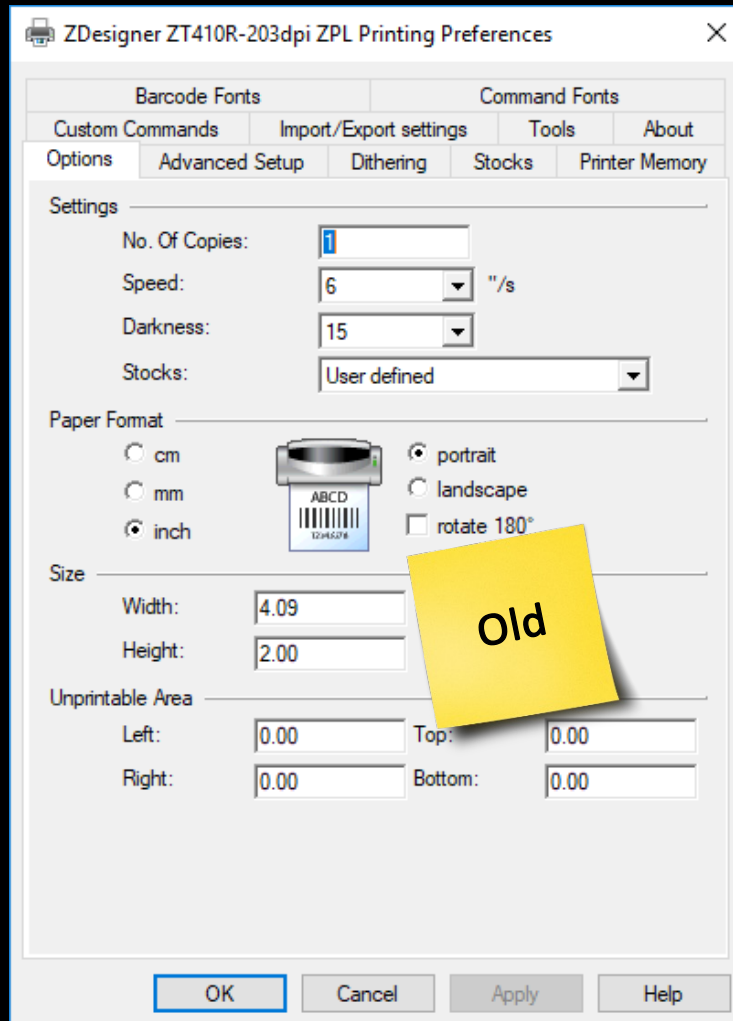 ZDesigner ZT410R-203dpi ZPL Printing Preferences
Barcode Fonts Command Fonts
Custom Commands Import/Export settings Tools About
Options Advanced Setup Dithering Stocks Printer Memory
Settings
No. Of Copies: 1
Speed: 6 "/s
Darkness: 15
Stocks: User defined
Paper Format
cm portrait
mm landscape
inch rotate 180°
ABCD
Size
Width: 4.09
Height: 2.00
Old
Unprintable Area
Left: 0.00 Top: 0.00
Right: 0.00 Bottom: 0.00
OK Cancel Apply Help